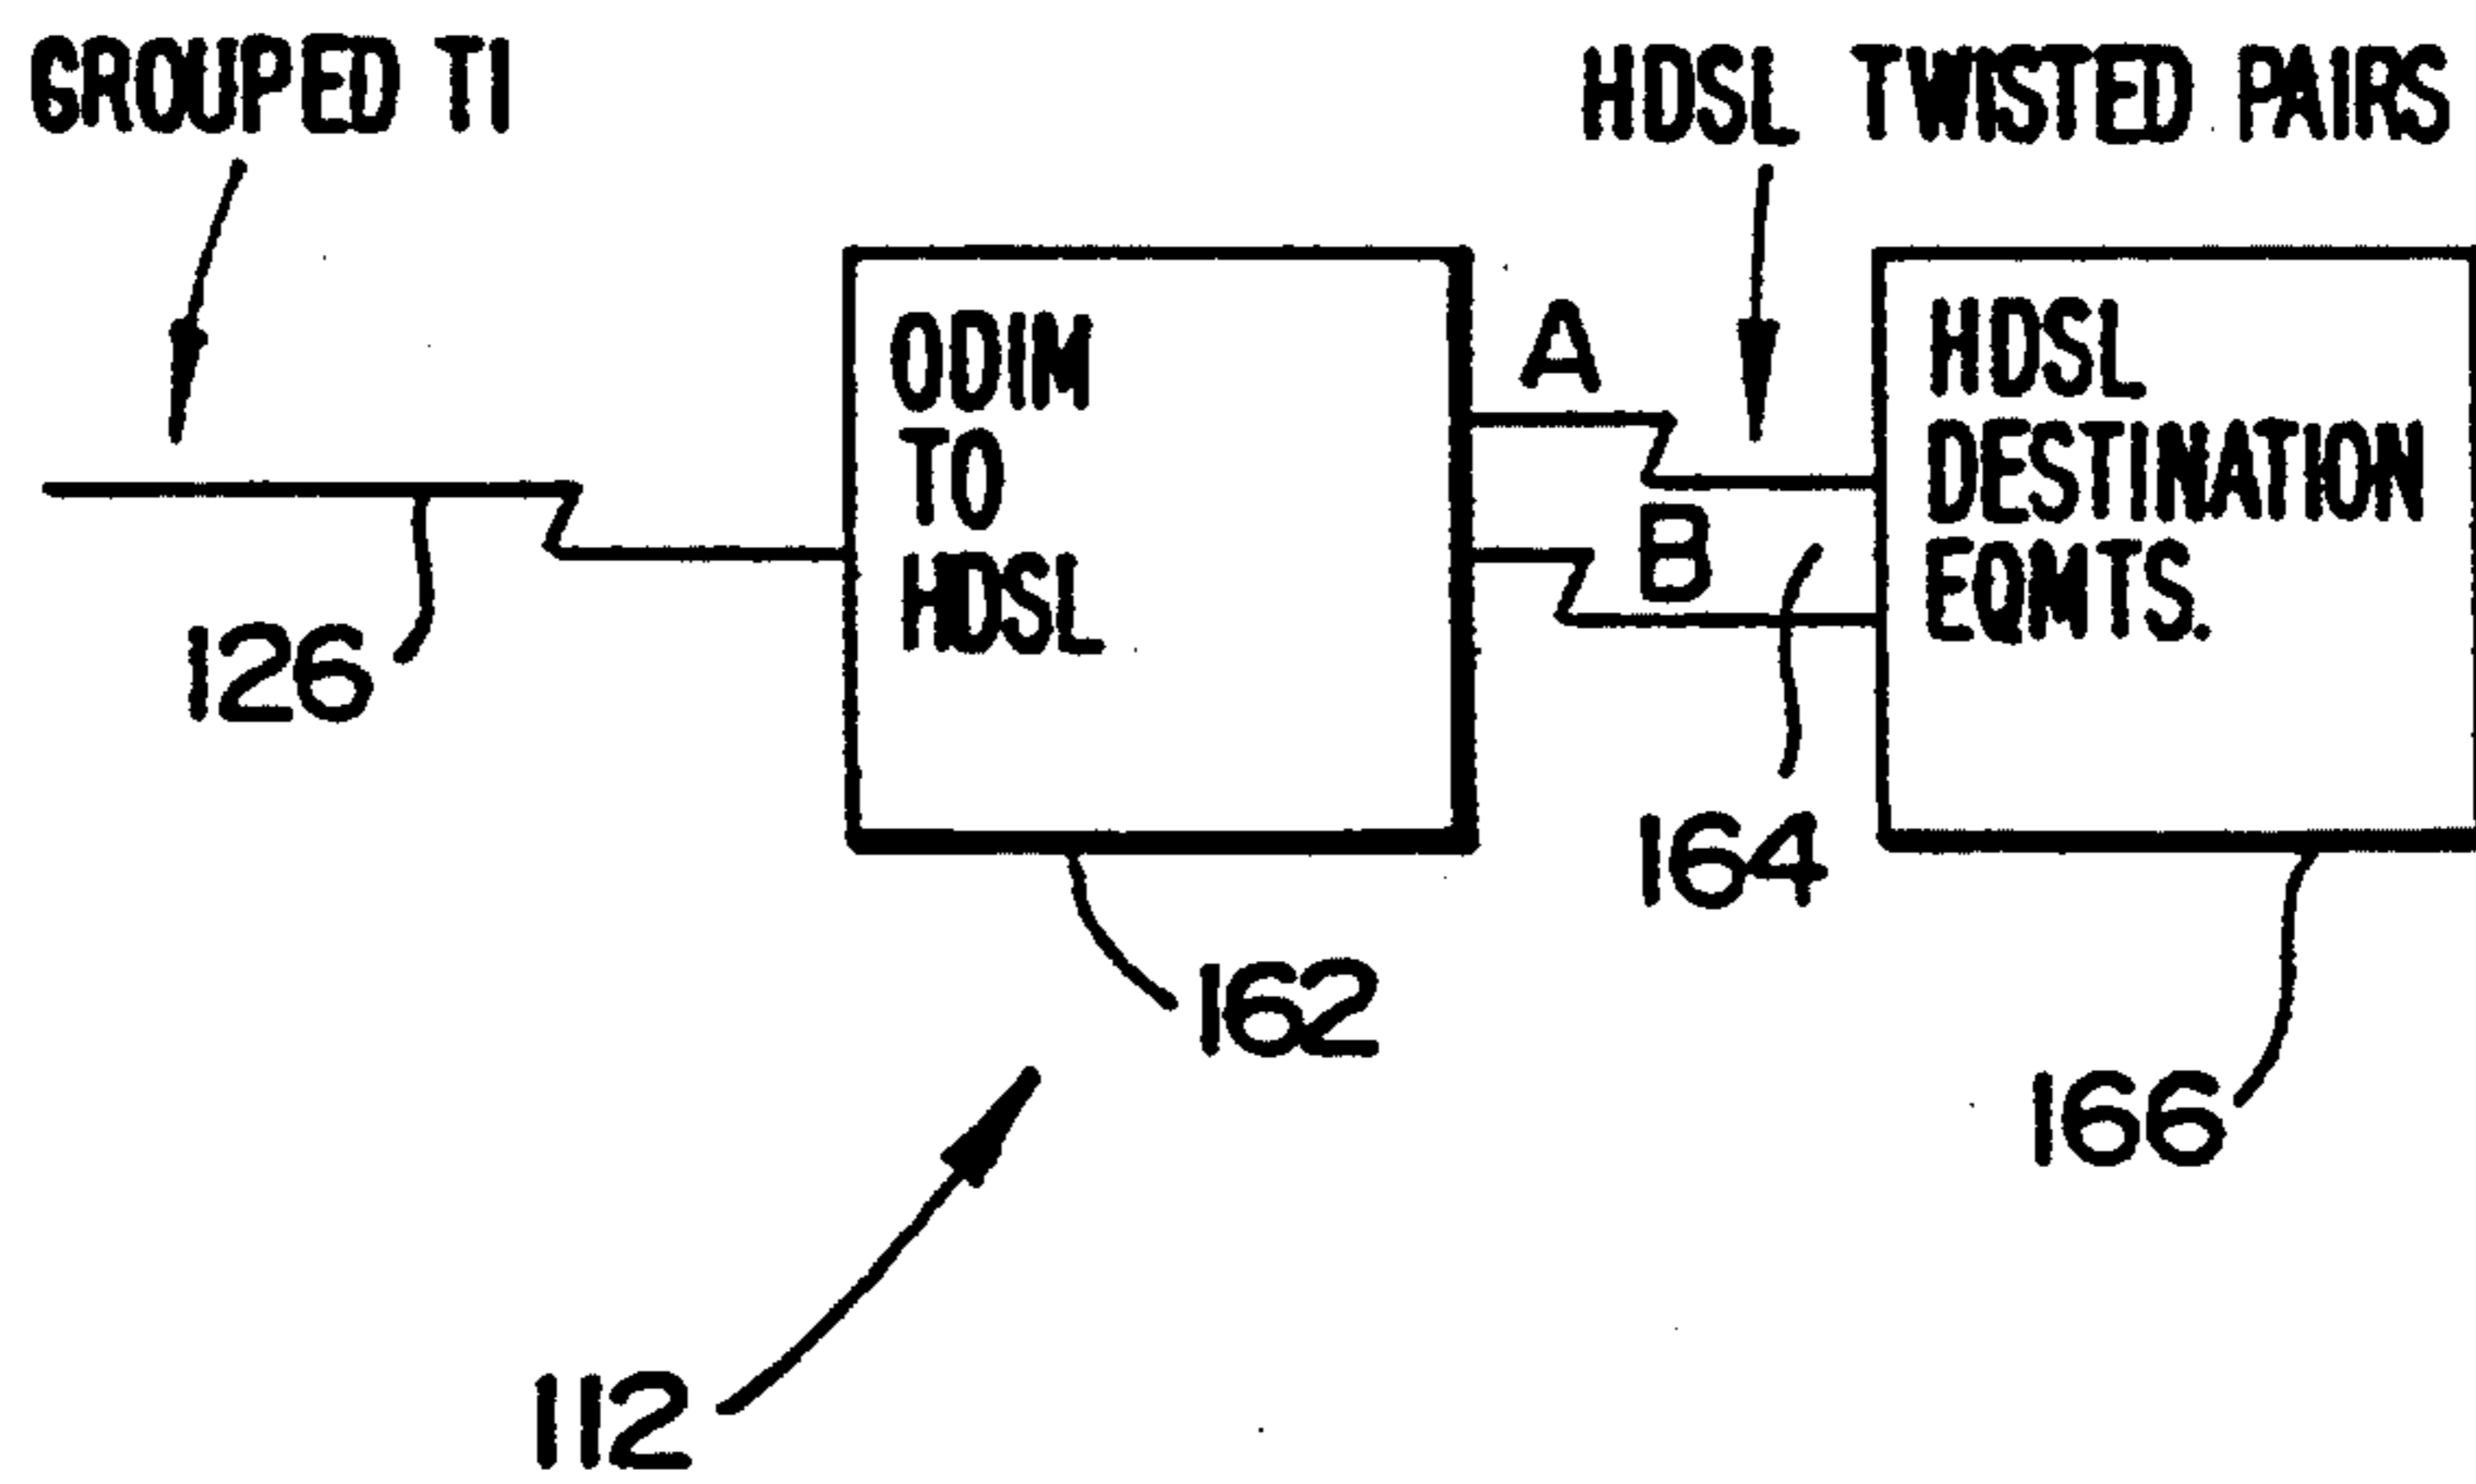 GROUPED T1
HDSL TWISTED PAIRS
ODIM
TO
HDSL
A
B
HDSL
DESTINATION
EQMTS.
126
164
162
166
112